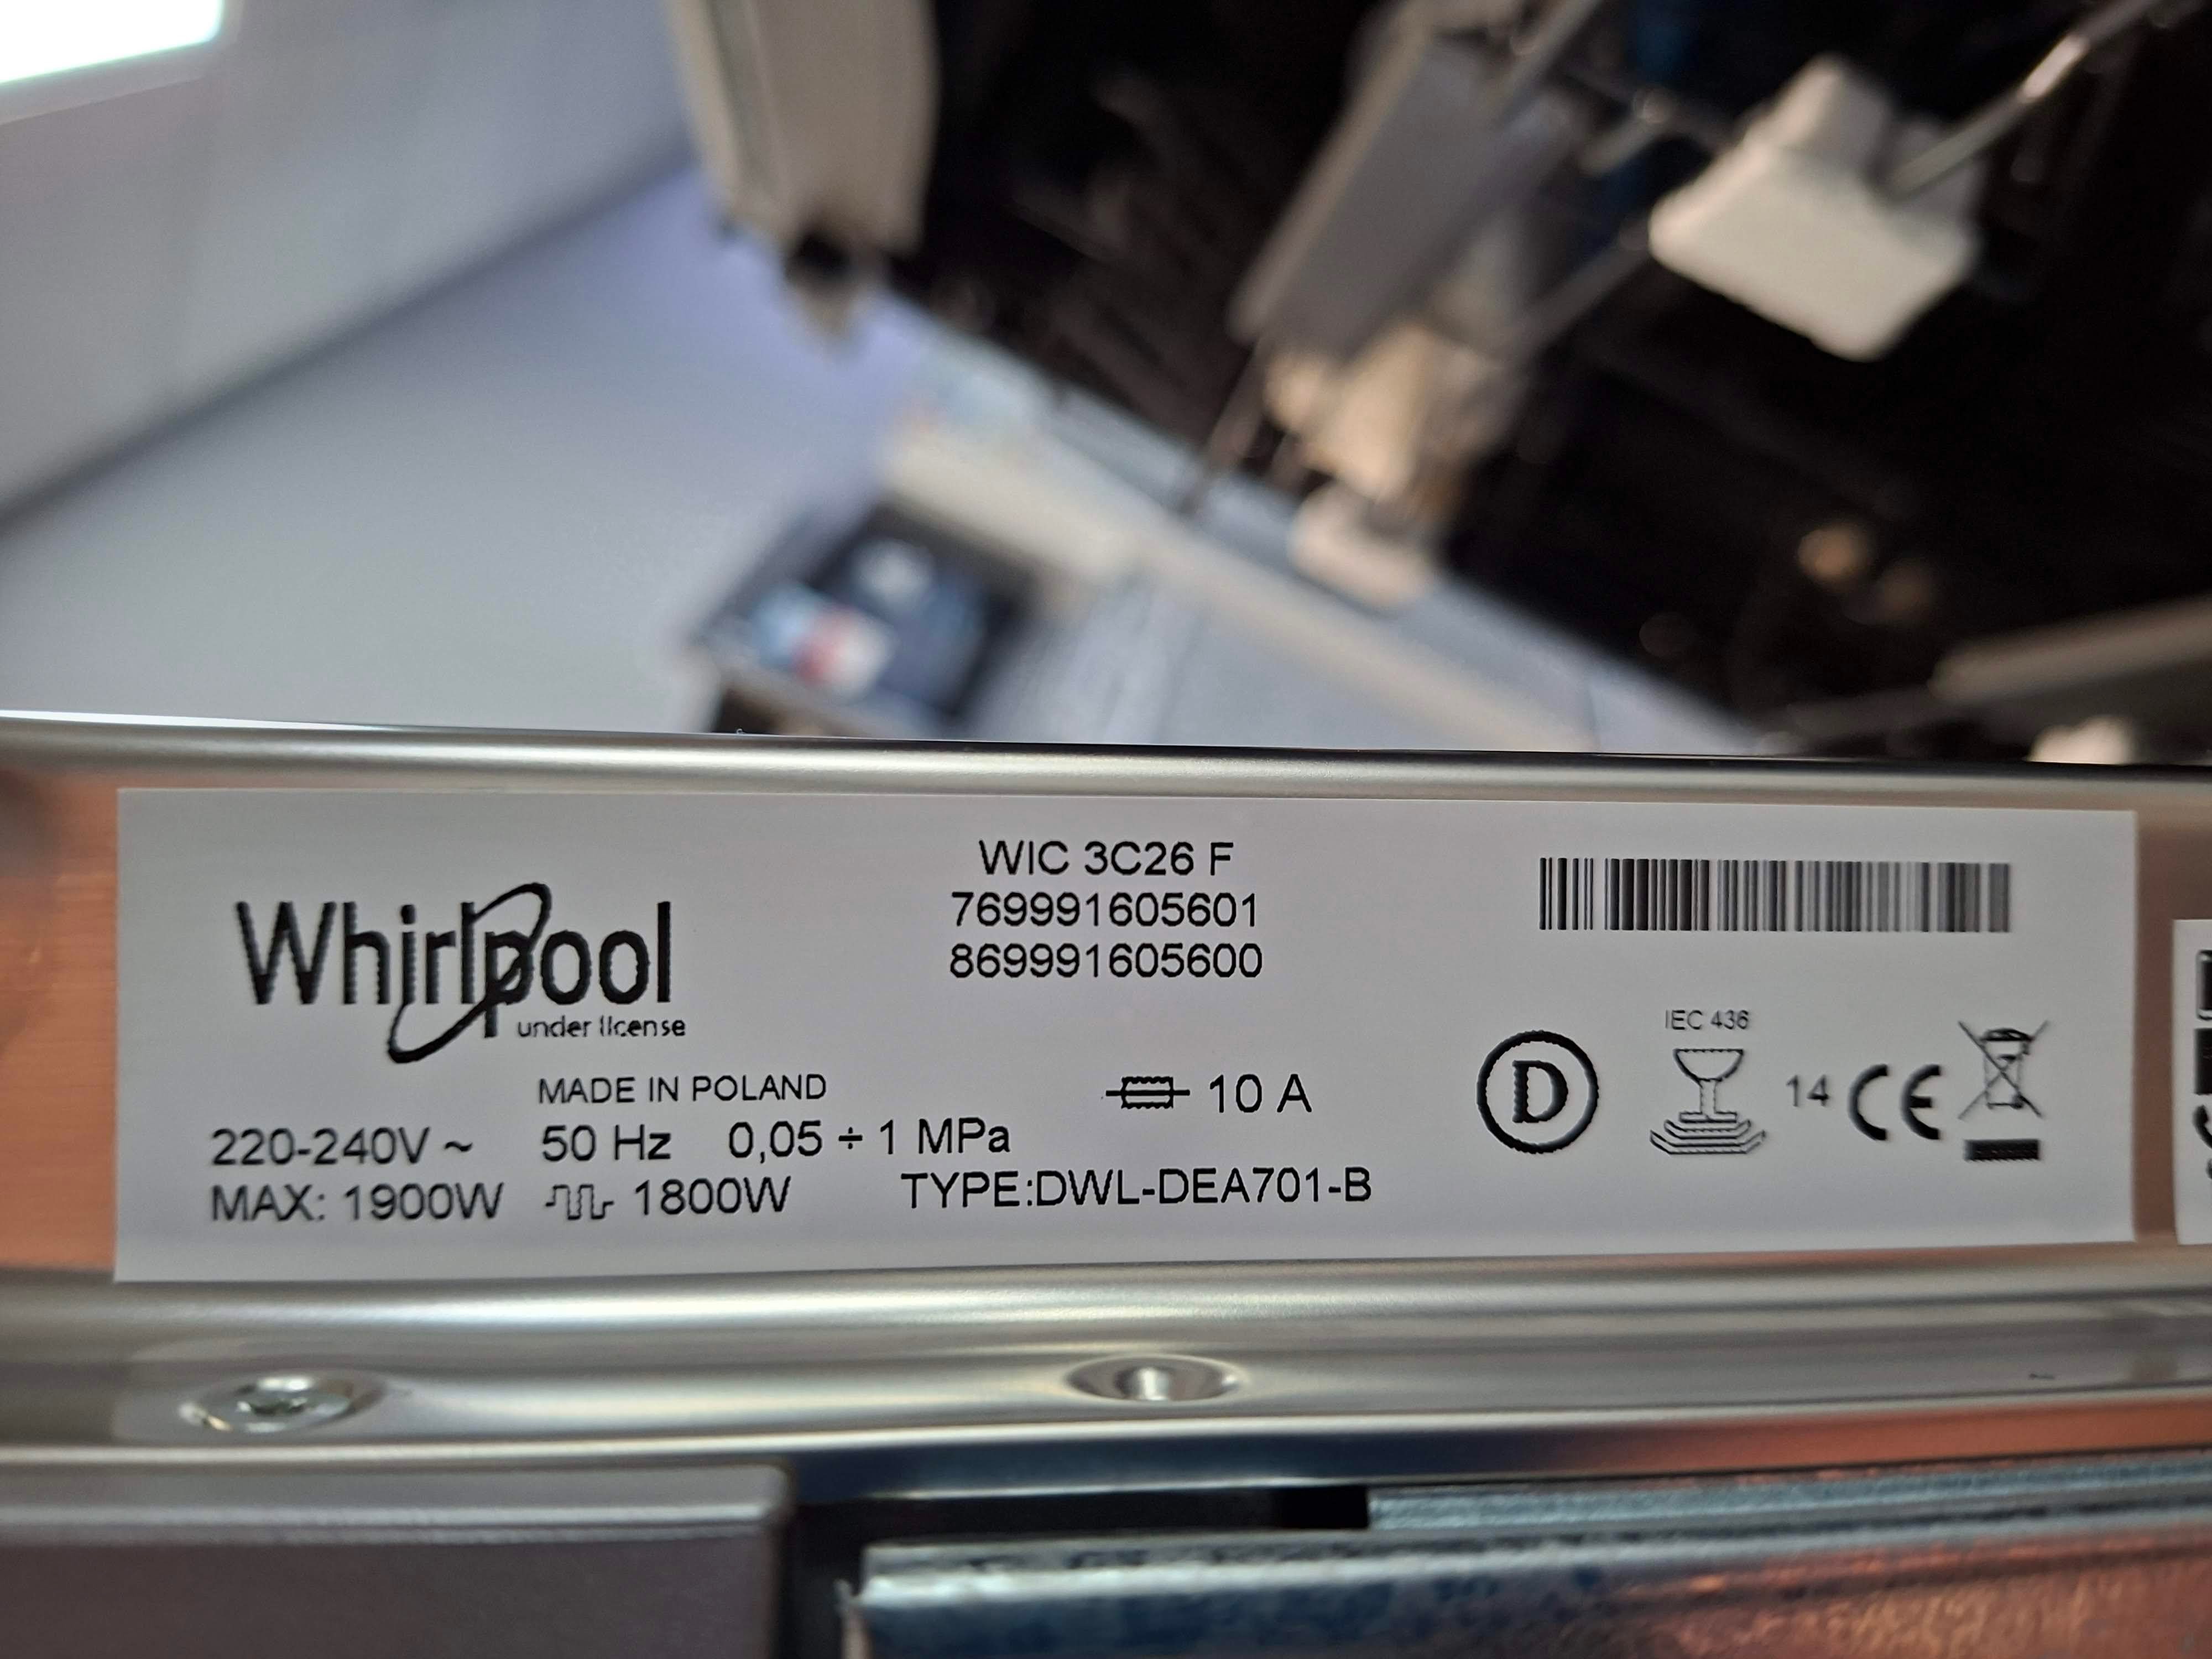 WIC 3C26 F
769991605601
869991605600
Whirlpool
under license
IEC 436
MADE IN POLAND
10 A
D
14 CE
220-240V ~ 50 Hz 0,05 ÷ 1 MPa
MAX: 1900W 1800W TYPE:DWL-DEA701-B